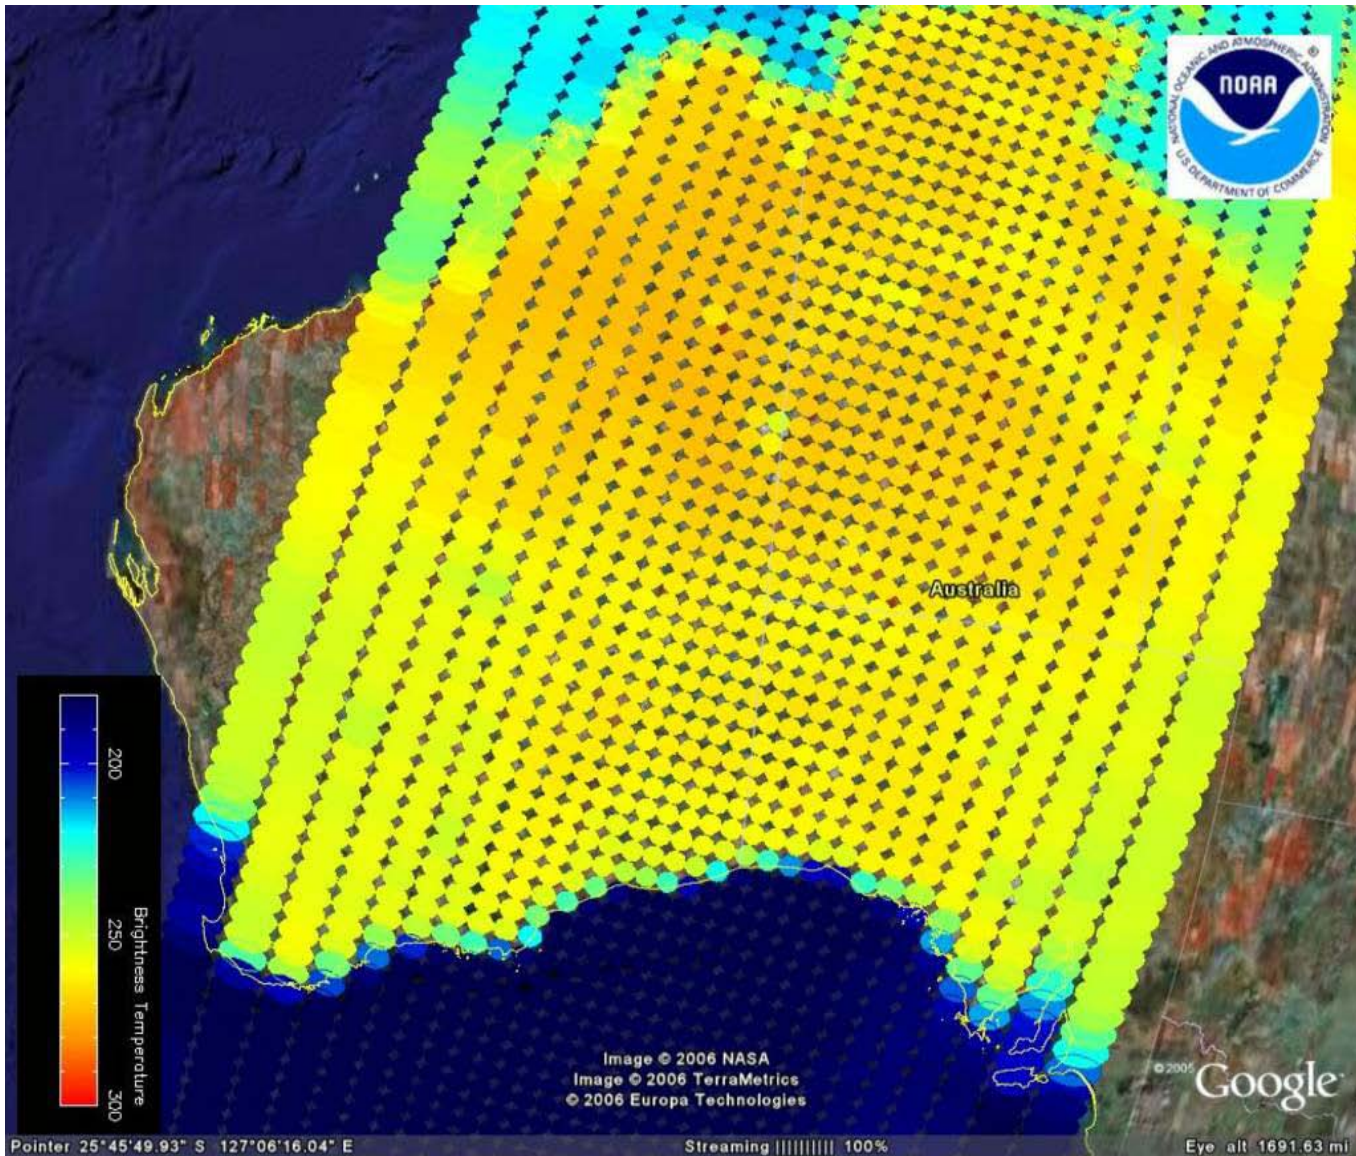 NATIONAL OCEANIC AND ATMOSPHERIC ADMINISTRATION
®
NOAA
U.S. DEPARTMENT OF COMMERCE
Australia
200
250
300
Brightness Temperature
Image © 2006 NASA
Image © 2006 TerraMetrics
© 2006 Europa Technologies
© 2005 Google
Pointer 25°45'49.93" S 127°06'16.04" E Streaming |||||||||| 100% Eye alt 1691.63 mi